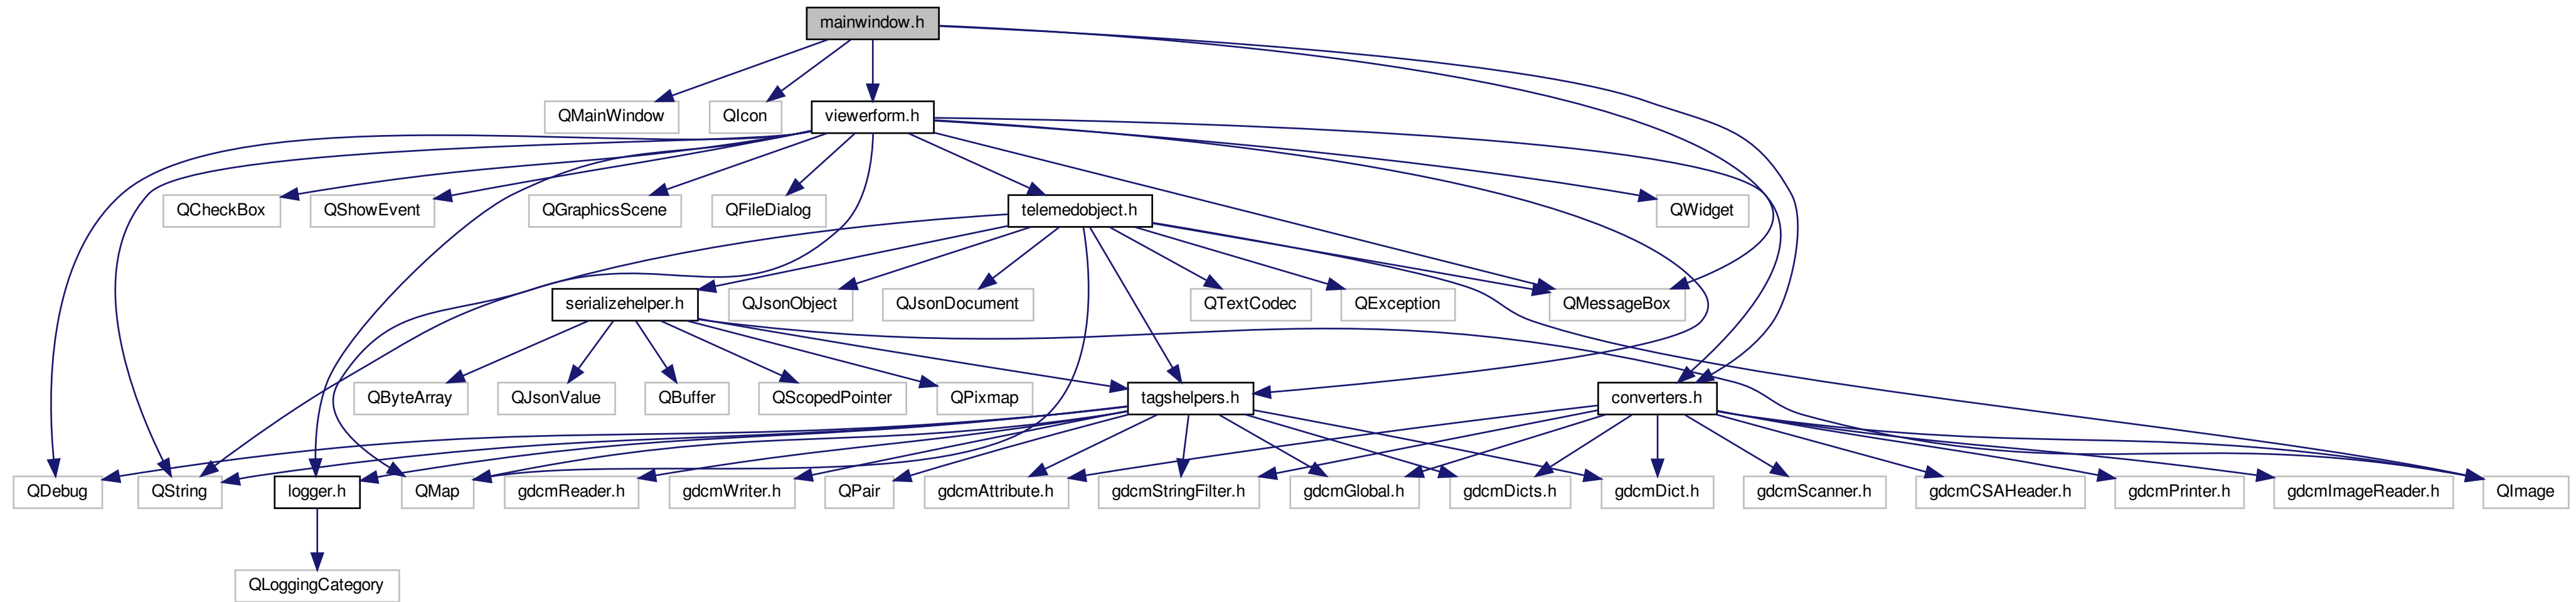 mainwindow.h
QMainWindow
QIcon
viewerform.h
QCheckBox
QShowEvent
QGraphicsScene
QFileDialog
telemedobject.h
QWidget
serializehelper.h
QJsonObject
QJsonDocument
QTextCodec
QException
QMessageBox
QByteArray
QJsonValue
QBuffer
QScopedPointer
QPixmap
tagshelpers.h
converters.h
QDebug
QString
logger.h
QMap
gdcmReader.h
gdcmWriter.h
QPair
gdcmAttribute.h
gdcmStringFilter.h
gdcmGlobal.h
gdcmDicts.h
gdcmDict.h
gdcmScanner.h
gdcmCSAHeader.h
gdcmPrinter.h
gdcmImageReader.h
QImage
QLoggingCategory